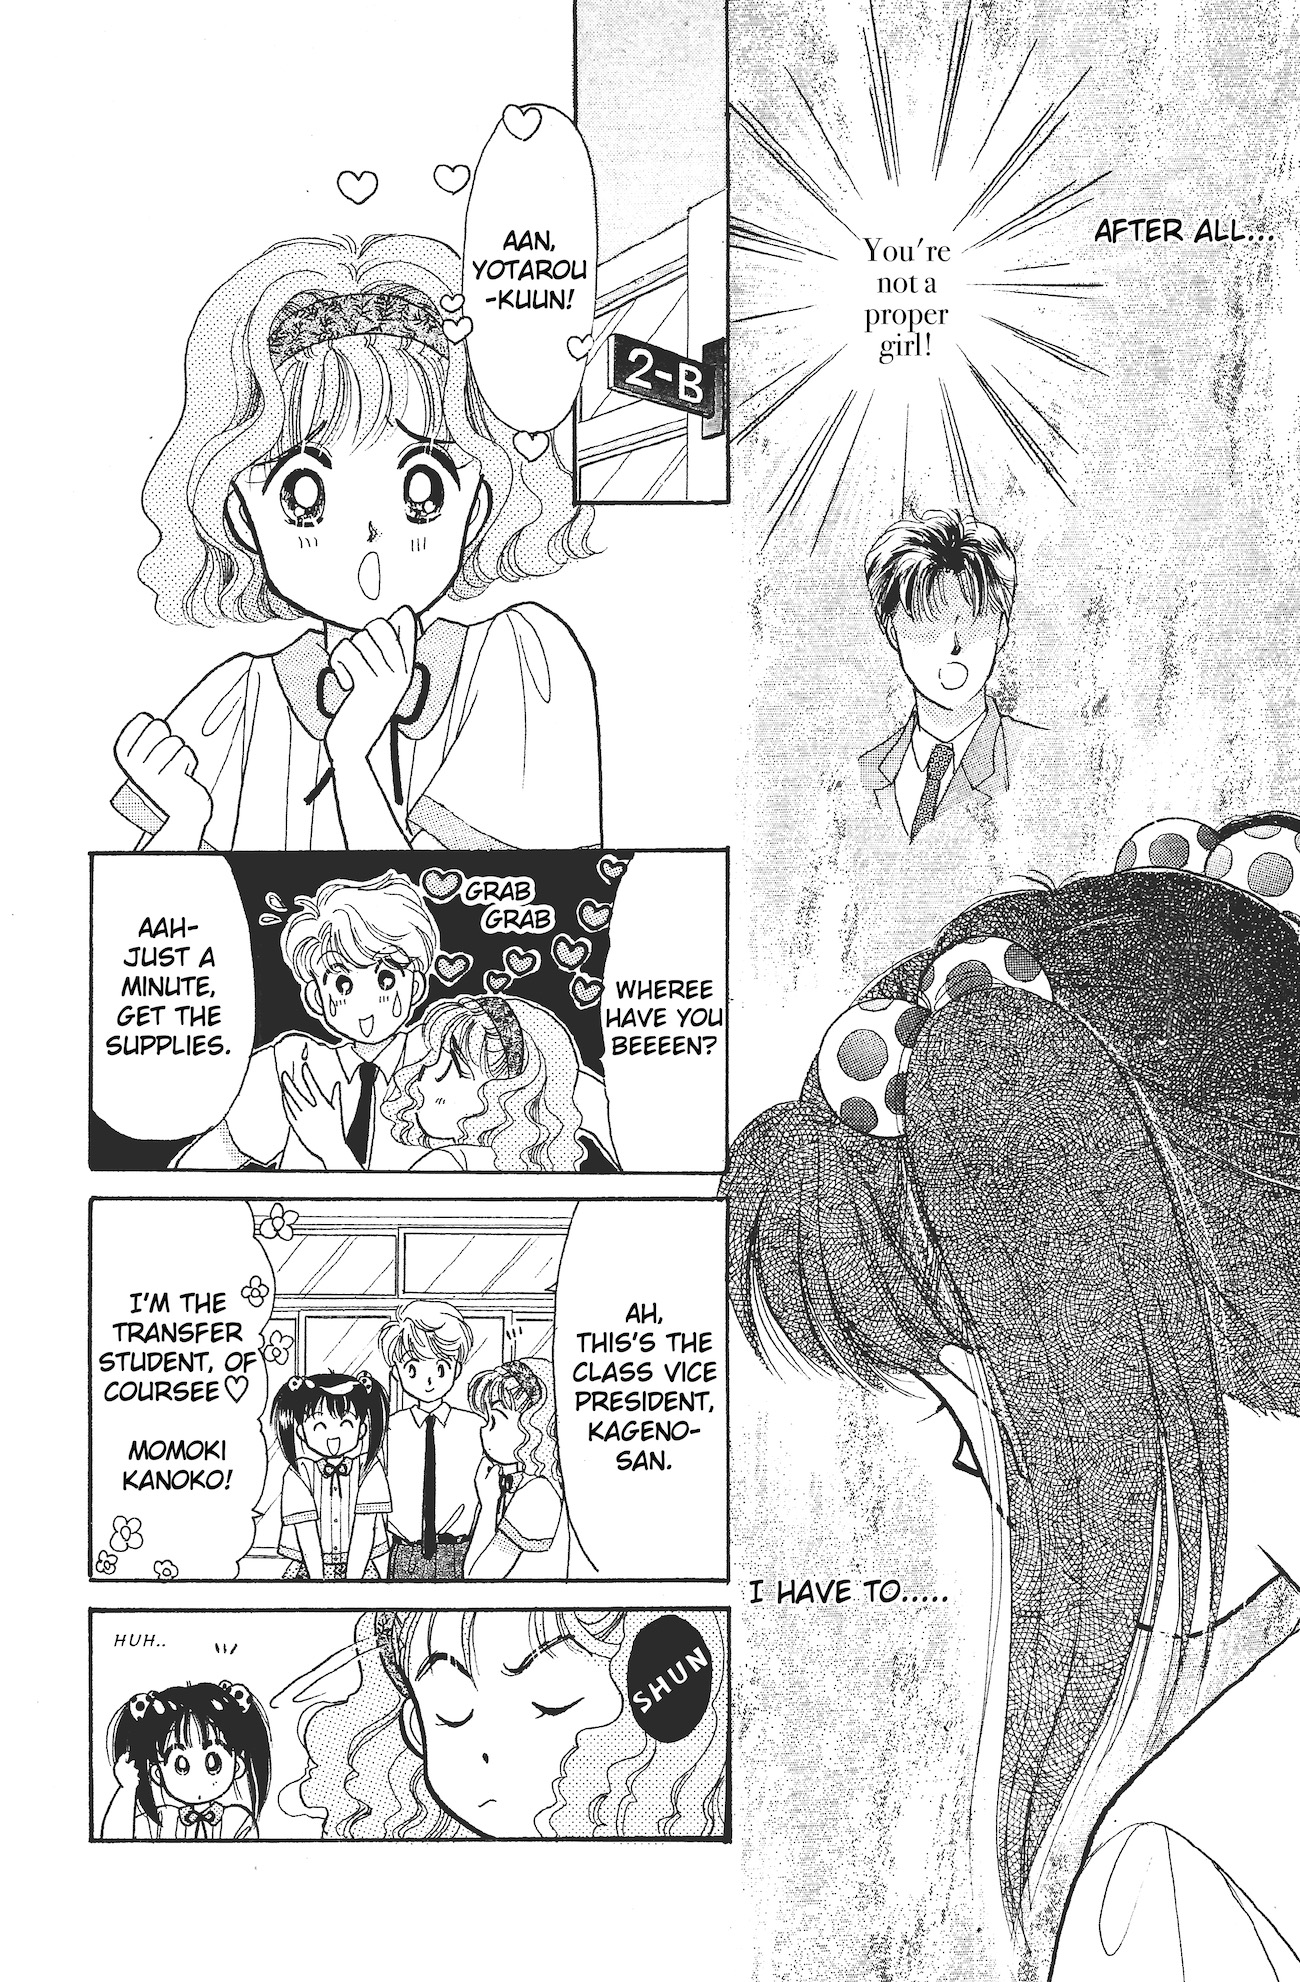 AFTER ALL...
You're
not a
proper
girl!
I HAVE TO.....
2-B
AAN,
YOTAROU
-KUUN!
WHEREE
HAVE YOU
BEEEEN?
GRAB
GRAB
AAH-
JUST A
MINUTE,
GET THE
SUPPLIES.
AH,
THIS'S THE
CLASS VICE
PRESIDENT,
KAGENO-
SAN.
I'M THE
TRANSFER
STUDENT, OF
COURSEE♡
MOMOKI
KANOKO!
SHUN
HUH..